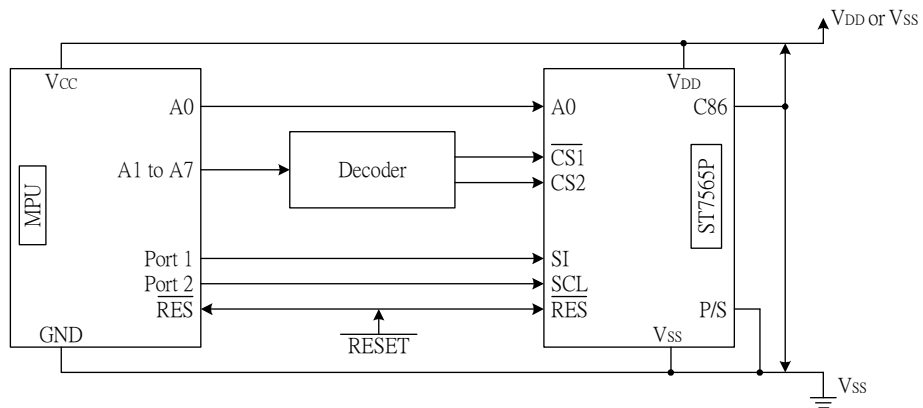 VDD or VSS
VCC
VDD
A0
A0
C86
A1 to A7
Decoder
CS1
CS2
MPU
ST7565P
Port 1
SI
Port 2
SCL
RES
RES
P/S
GND
RESET
VSS
VSS